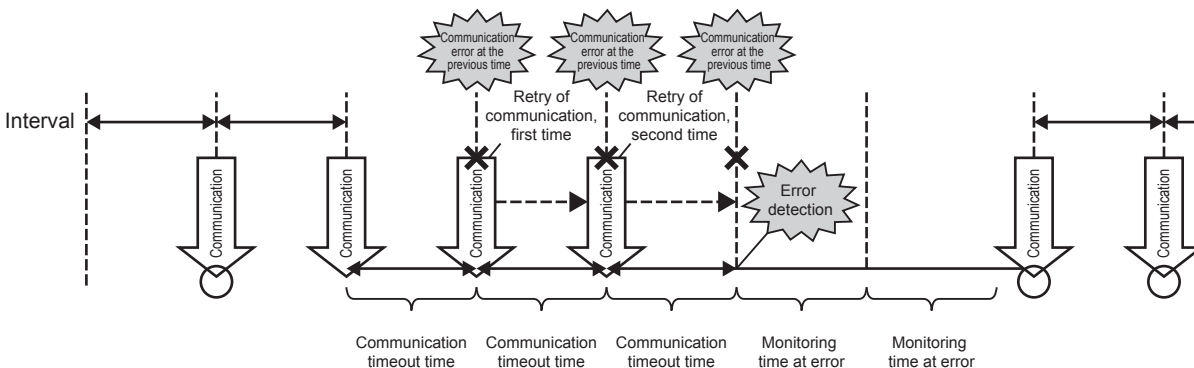 Communication
error at the
previous time
Communication
error at the
previous time
Communication
error at the
previous time
Retry of
communication,
first time
Retry of
communication,
second time
Interval
Communication
Communication
Communication
Communication
Error
detection
Communication
Communication
Communication
timeout time
Communication
timeout time
Communication
timeout time
Monitoring
time at error
Monitoring
time at error